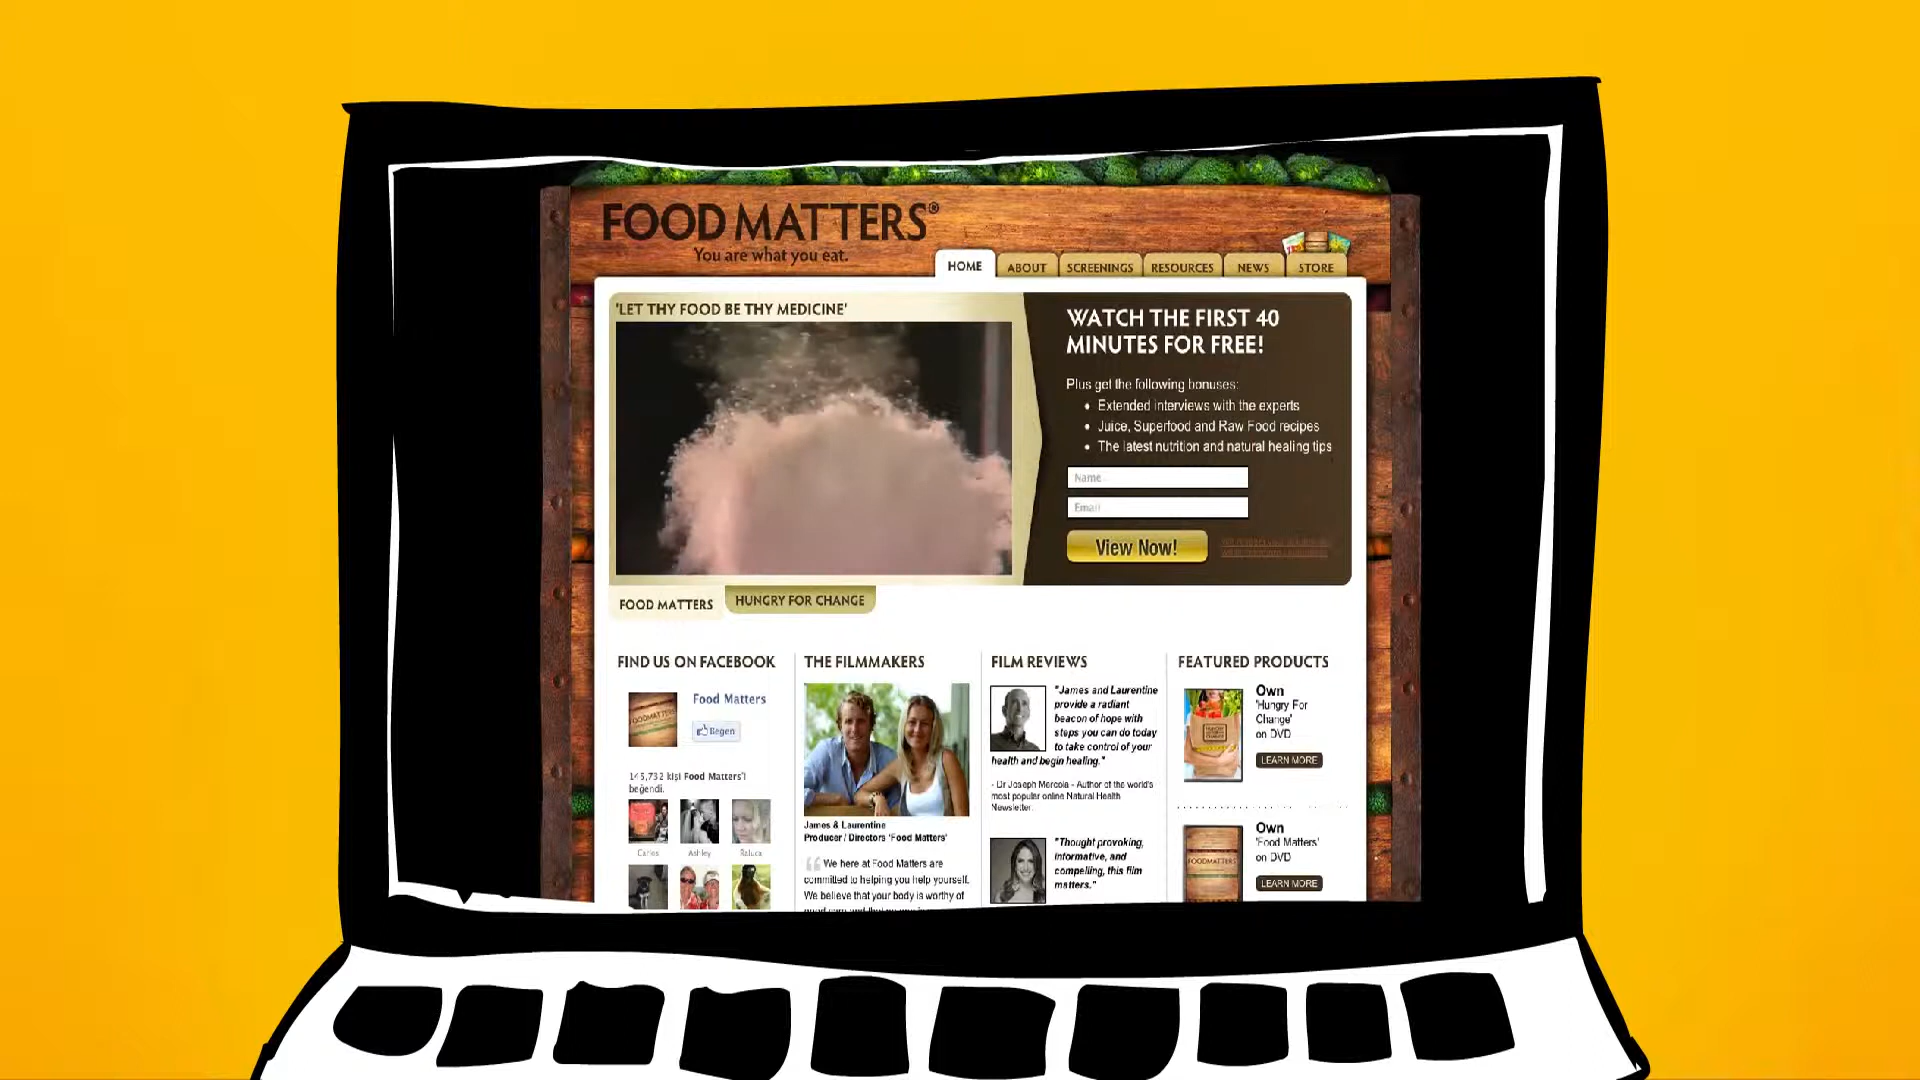 FOOD MATTERS®
You are what you eat.
HOME
ABOUT
SCREENINGS
RESOURCES
NEWS
STORE
'LET THY FOOD BE THY MEDICINE'
WATCH THE FIRST 40
MINUTES FOR FREE!
Plus get the following bonuses:
• Extended interviews with the experts
• Juice, Superfood and Raw Food recipes
• The latest nutrition and natural healing tips
Name
Email
View Now!
FOOD MATTERS
HUNGRY FOR CHANGE
FIND US ON FACEBOOK
Food Matters
Begen
145,732 kişi Food Matters'i
beğendi.
Carlos
Ashley
Raluca
THE FILMMAKERS
James & Laurentine
Producer / Directors 'Food Matters'
We here at Food Matters are
committed to helping you help yourself.
We believe that your body is worthy of
FILM REVIEWS
"James and Laurentine
provide a radiant
beacon of hope with
steps you can do today
to take control of your
health and begin healing."
- Dr Joseph Mercola - Author of the world's
most popular online Natural Health
Newsletter.
"Thought provoking,
informative, and
compelling, this film
matters."
FEATURED PRODUCTS
Own
'Hungry For
Change'
on DVD
LEARN MORE
FOODMATTERS
Own
'Food Matters'
on DVD
LEARN MORE